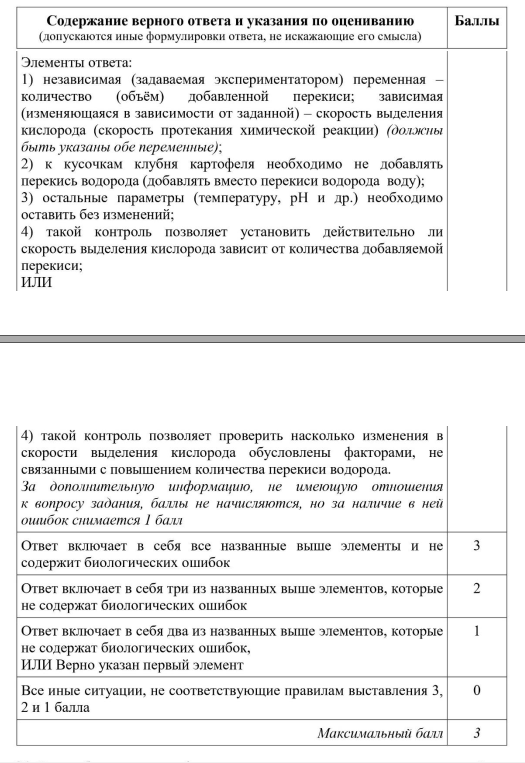 Содержание верного ответа и указания по оцениванию
(допускаются иные формулировки ответа, не искажающие его смысла)
Баллы
Элементы ответа:
1) независимая (задаваемая экспериментатором) переменная –
количество (объём) добавленной перекиси; зависимая
(изменяющаяся в зависимости от заданной) – скорость выделения
кислорода (скорость протекания химической реакции) (должны
быть указаны обе переменные);
2) к кусочкам клубня картофеля необходимо не добавлять
перекись водорода (добавлять вместо перекиси водорода воду);
3) остальные параметры (температуру, pH и др.) необходимо
оставить без изменений;
4) такой контроль позволяет установить действительно ли
скорость выделения кислорода зависит от количества добавляемой
перекиси;
ИЛИ
4) такой контроль позволяет проверить насколько изменения в
скорости выделения кислорода обусловлены факторами, не
связанными с повышением количества перекиси водорода.
За дополнительную информацию, не имеющую отношения
к вопросу задания, баллы не начисляются, но за наличие в ней
ошибок снимается 1 балл
Ответ включает в себя все названные выше элементы и не
содержит биологических ошибок
3
Ответ включает в себя три из названных выше элементов, которые
не содержат биологических ошибок
2
Ответ включает в себя два из названных выше элементов, которые
не содержат биологических ошибок,
ИЛИ Верно указан первый элемент
1
Все иные ситуации, не соответствующие правилам выставления 3,
2 и 1 балла
0
Максимальный балл
3